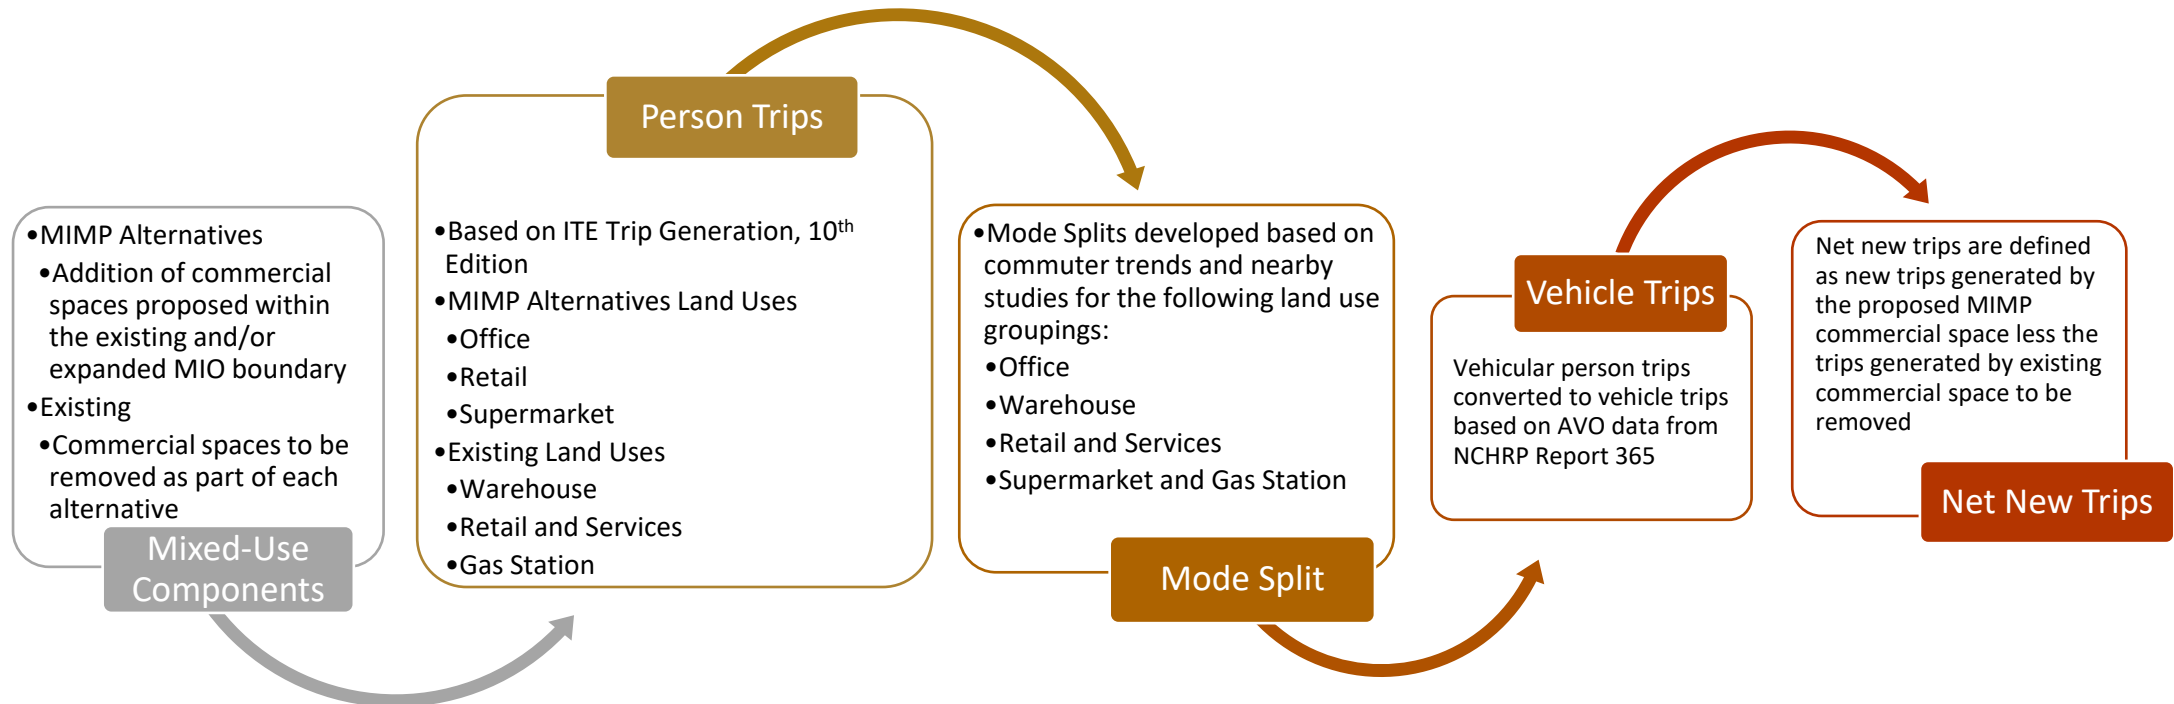 •MIMP Alternatives
•Addition of commercial
spaces proposed within
the existing and/or
expanded MIO boundary
•Existing
•Commercial spaces to be
removed as part of each
alternative
Mixed-Use
Components
Person Trips
•Based on ITE Trip Generation, 10th
Edition
•MIMP Alternatives Land Uses
•Office
•Retail
•Supermarket
•Existing Land Uses
•Warehouse
•Retail and Services
•Gas Station
•Mode Splits developed based on
commuter trends and nearby
studies for the following land use
groupings:
•Office
•Warehouse
•Retail and Services
•Supermarket and Gas Station
Mode Split
Vehicle Trips
Vehicular person trips
converted to vehicle trips
based on AVO data from
NCHRP Report 365
Net new trips are defined
as new trips generated by
the proposed MIMP
commercial space less the
trips generated by existing
commercial space to be
removed
Net New Trips